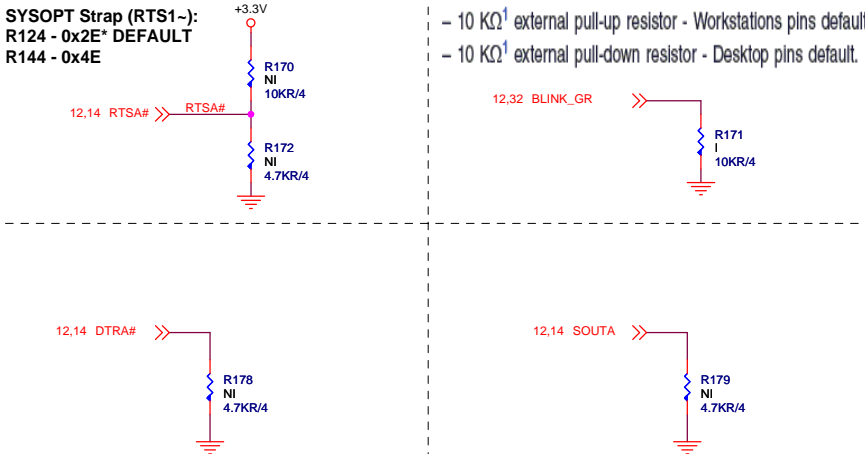 SYSOPT Strap (RTS1~):
R124 - 0x2E* DEFAULT
R144 - 0x4E
+3.3V
R170
NI
10KR/4
12,14 RTSA#
RTSA#
R172
NI
4.7KR/4
– 10 KΩ¹ external pull-up resistor - Workstations pins default
– 10 KΩ¹ external pull-down resistor - Desktop pins default.
12,32 BLINK_GR
R171
I
10KR/4
12,14 DTRA#
R178
NI
4.7KR/4
12,14 SOUTA
R179
NI
4.7KR/4